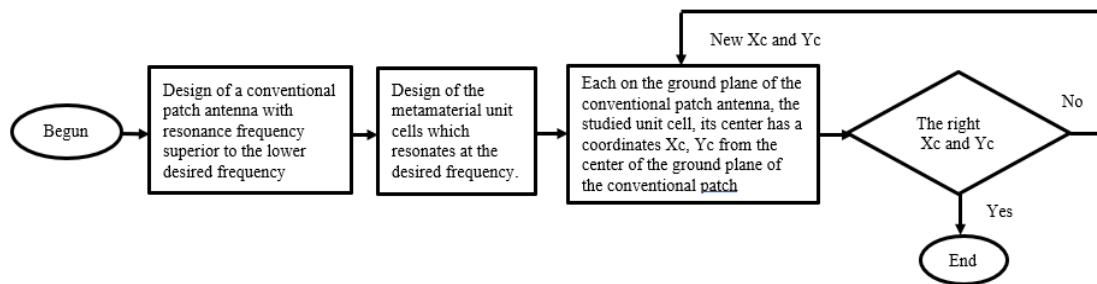 Begun
Design of a conventional
patch antenna with
resonance frequency
superior to the lower
desired frequency
Design of the
metamaterial unit
cells which
resonates at the
desired frequency.
New Xc and Yc
Each on the ground plane of the
conventional patch antenna, the
studied unit cell, its center has a
coordinates Xc, Yc from the
center of the ground plane of
the conventional patch
The right
Xc and Yc
No
Yes
End